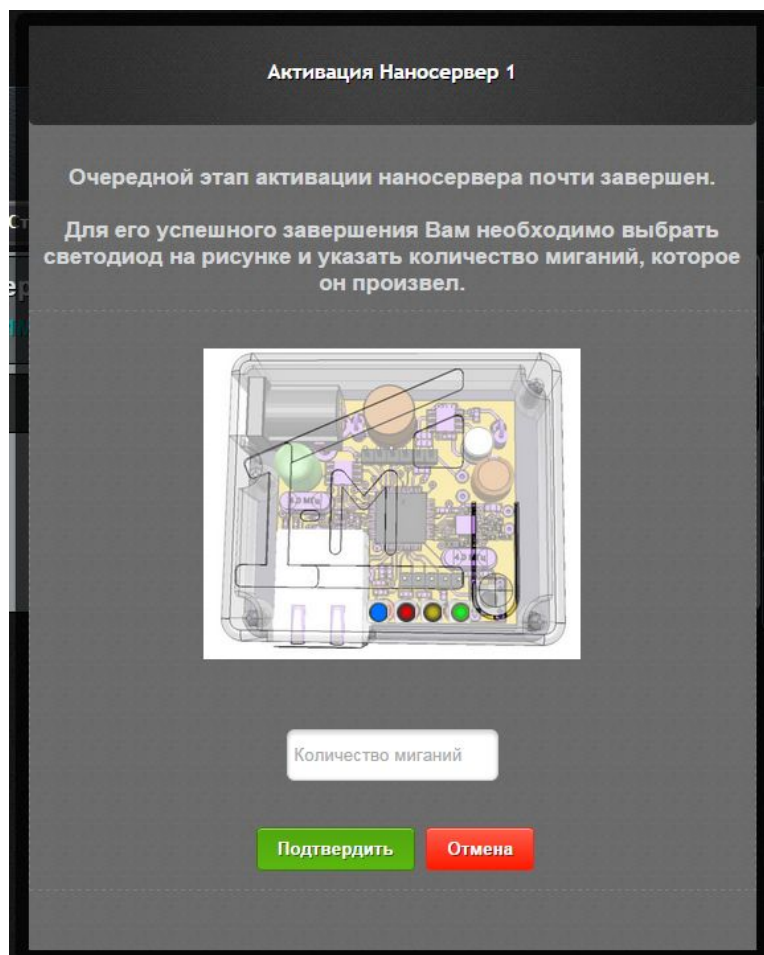 Активация Наносервер 1
Очередной этап активации наносервера почти завершен.
Для его успешного завершения Вам необходимо выбрать
светодиод на рисунке и указать количество миганий, которое
он произвел.
Количество миганий
Подтвердить
Отмена